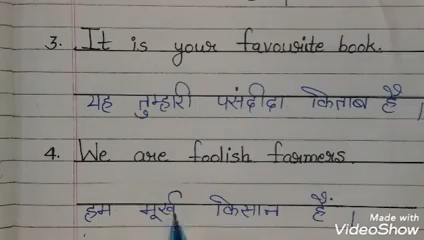 3. It is your favourite book.
यह तुम्हारी पसंदीदा किताब है।
4. We are foolish farmers.
हम मूर्ख किसान हैं।
Made with
VideoShow